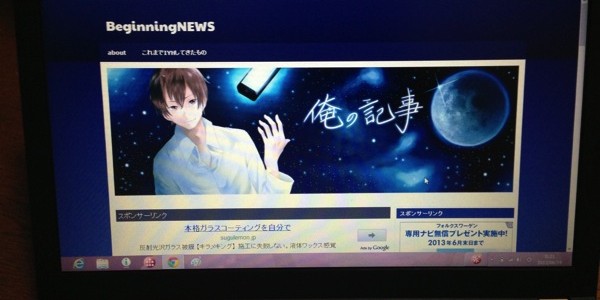 BeginningNEWS
about
これまでIYHしてきたもの
俺の記事
スポンサーリンク
本格ガラスコーティングを自分で
sugukeson.jp
反射光沢ガラス被膜【キラノキング】施工に失敗しない。液体ワックス感覚
Ads by Google
スポンサーリンク
フォルクスワーゲン
専用ナビ無償プレゼント実施中!
2013年6月末日まで